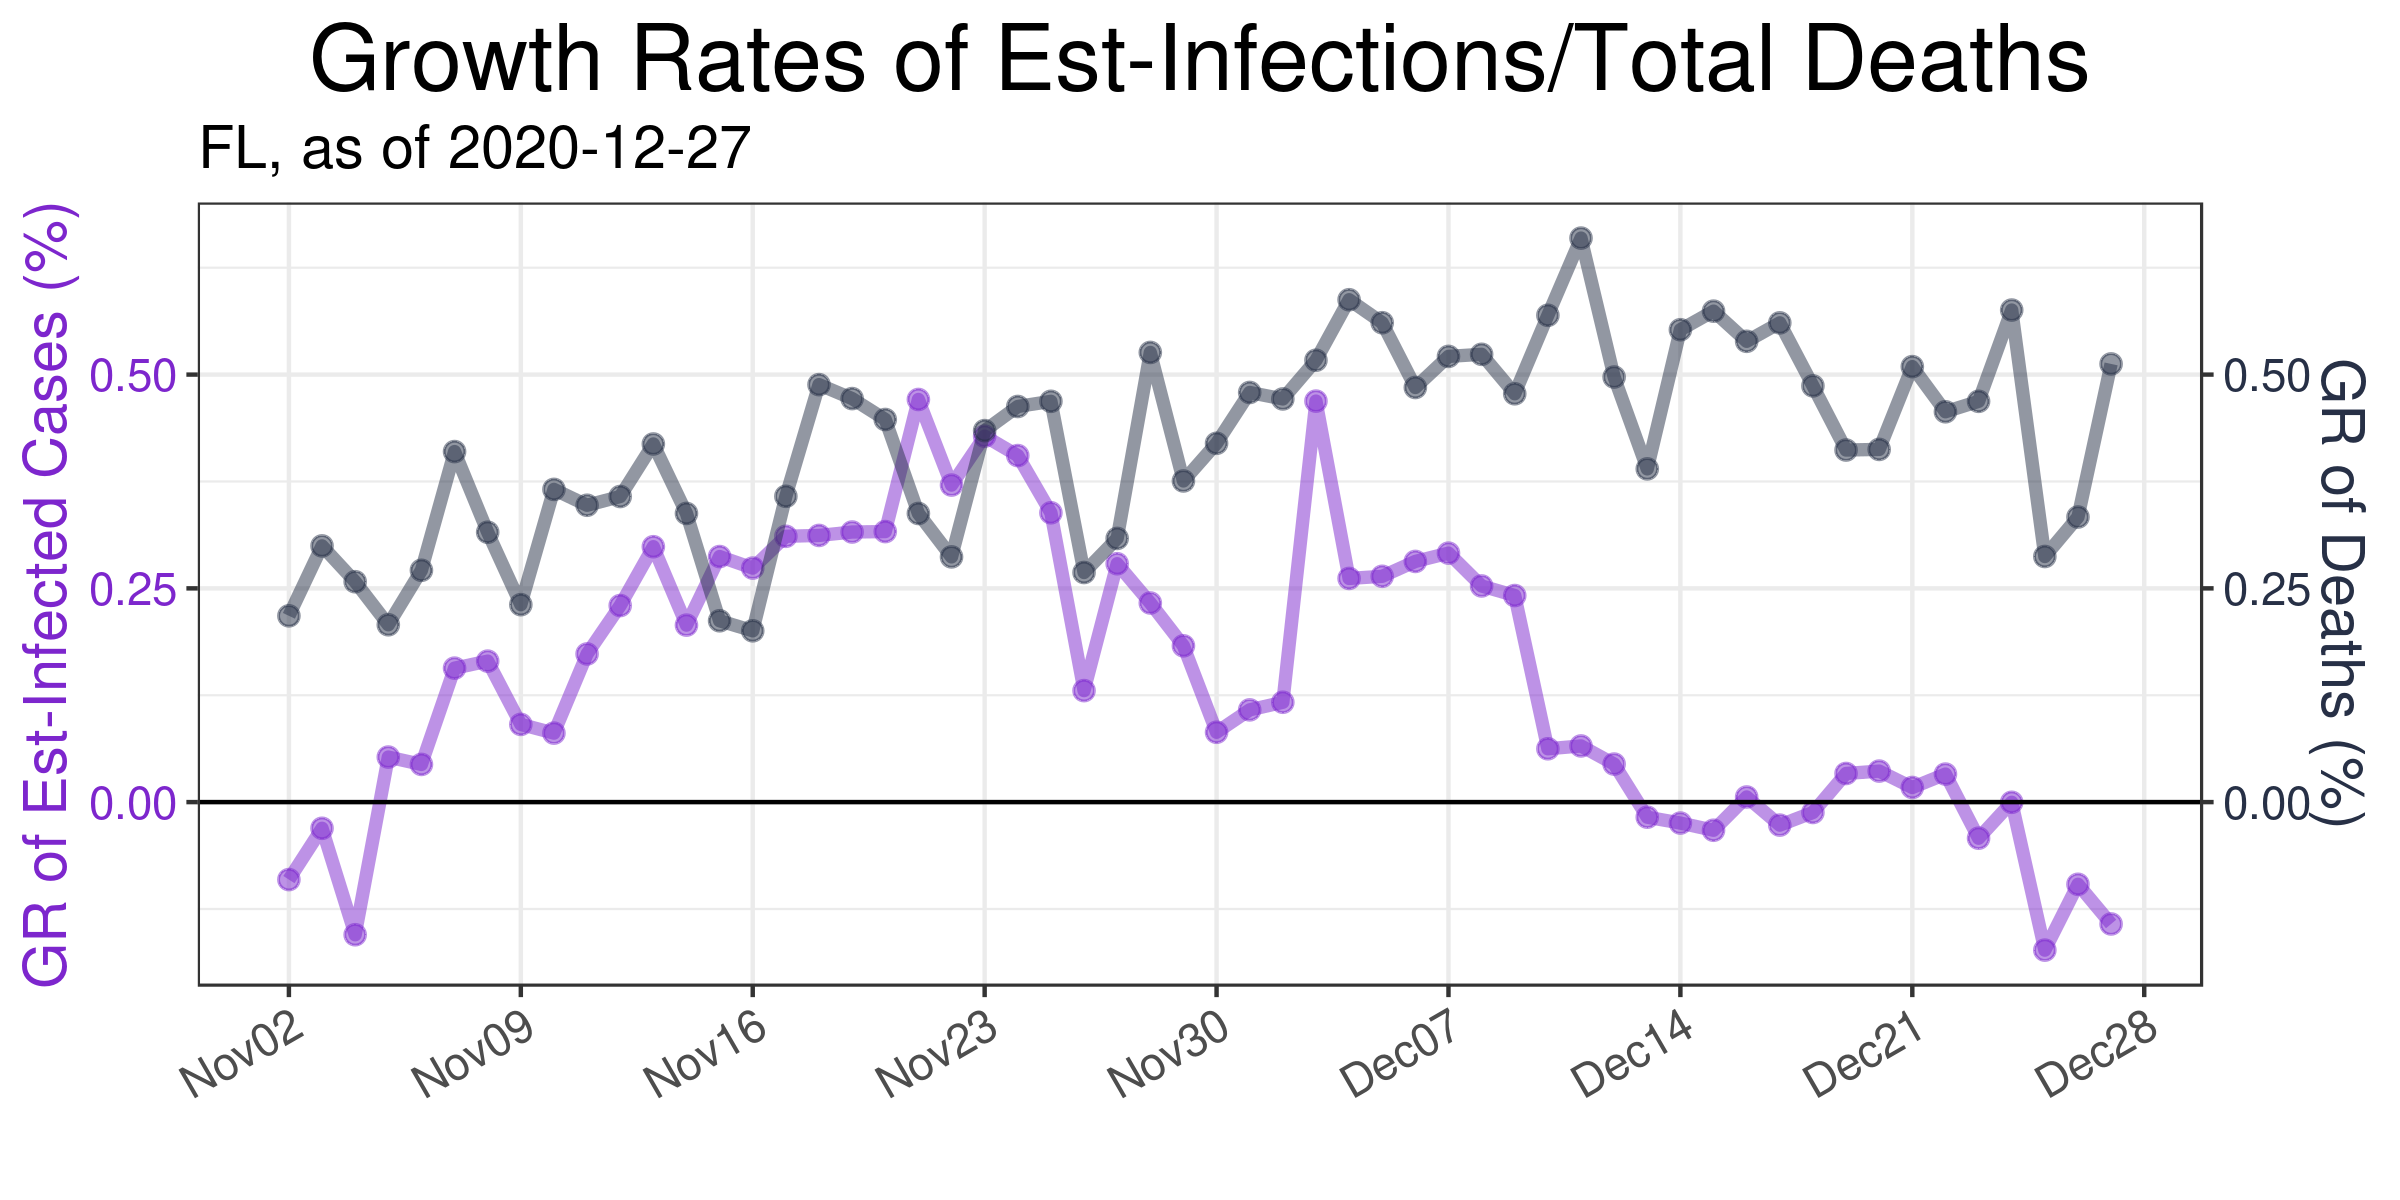 Growth Rates of Est-Infections/Total Deaths
FL, as of 2020-12-27
GR of Est-Infected Cases (%)
0.50
0.25
0.00
0.50
0.25
0.00
GR of Deaths (%)
Nov02
Nov09
Nov16
Nov23
Nov30
Dec07
Dec14
Dec21
Dec28